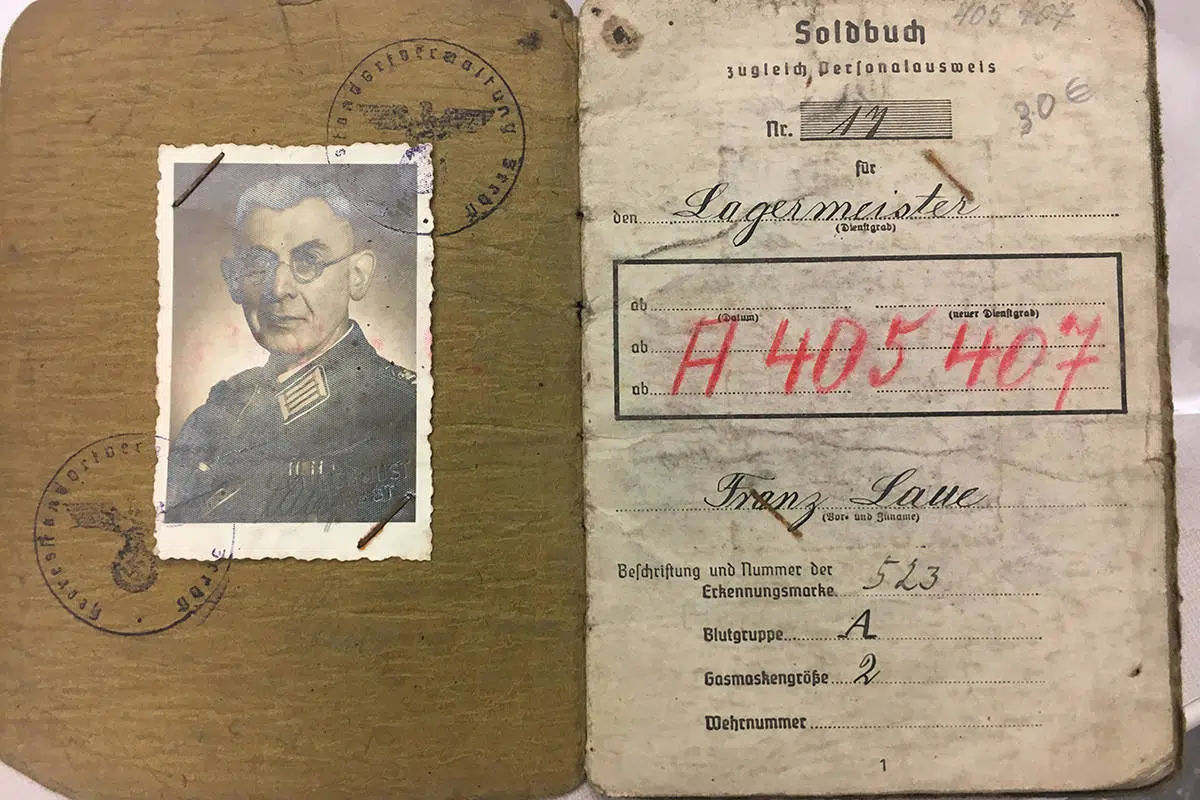 405 407
Soldbuch
zugleich Personalausweis
Nr. 17
30 €
für
den Lagermeister
(Dienstgrad)
ab
(Datum) (neuer Dienstgrad)
ab
ab
A 405 407
Franz Laue
(Vor- und Zuname)
Beschriftung und Nummer der
Erkennungsmarke 523
Blutgruppe A
Gasmaskengröße 2
Wehrnummer
1